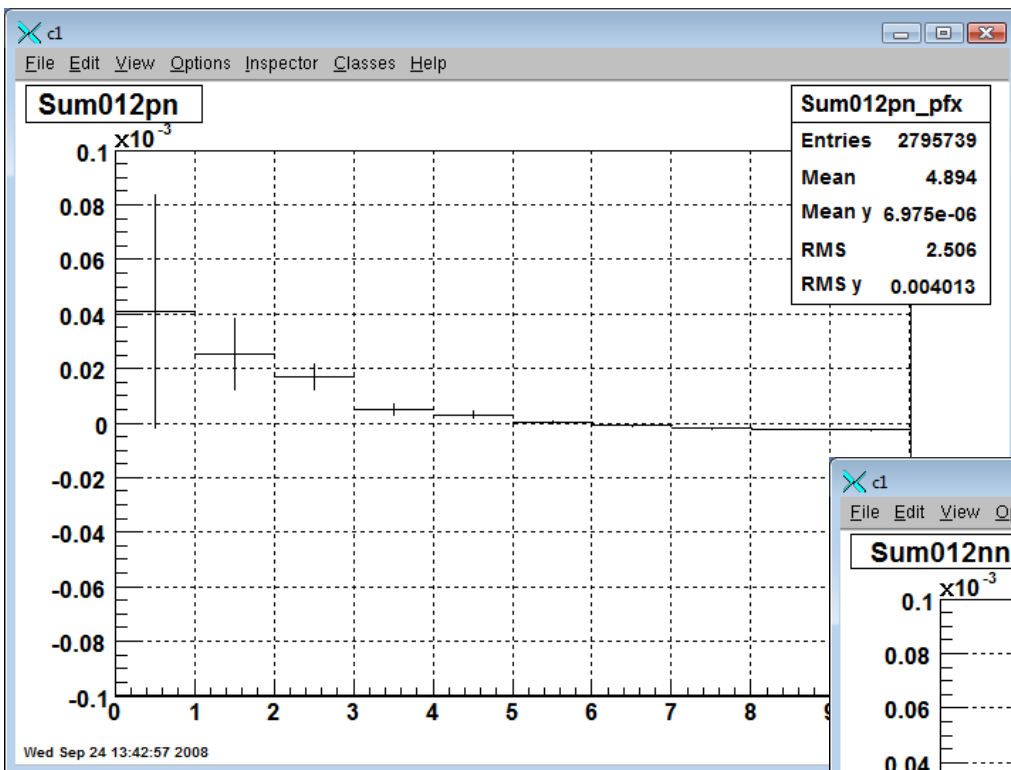 c1
File Edit View Options Inspector Classes Help
Sum012pn
Sum012pn_pfx
Entries 2795739
Mean 4.894
Mean y 6.975e-06
RMS 2.506
RMS y 0.004013
x10-3
0.1
0.08
0.06
0.04
0.02
0
-0.02
-0.04
-0.06
-0.08
-0.1
0 1 2 3 4 5 6 7 8
Wed Sep 24 13:42:57 2008
c1
File Edit View
Sum012nn
x10-3
0.1
0.08
0.06
0.04